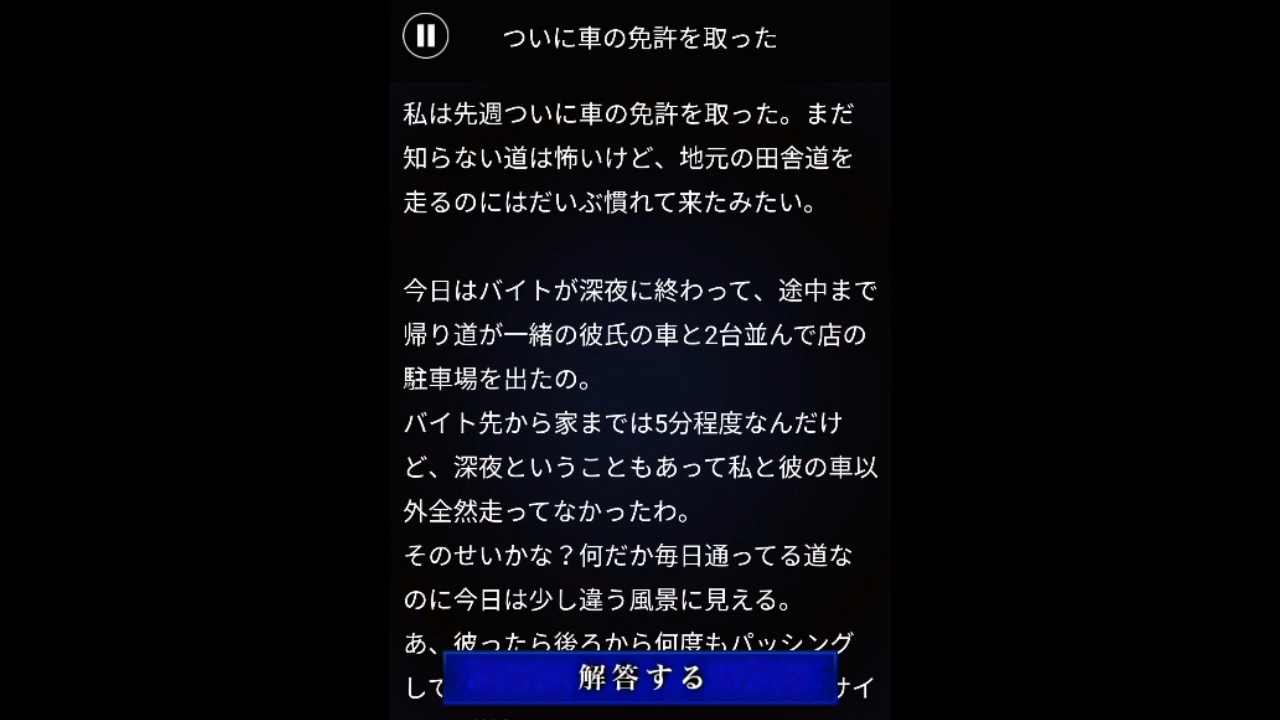 ついに車の免許を取った
私は先週ついに車の免許を取った。まだ
知らない道は怖いけど、地元の田舎道を
走るのにはだいぶ慣れて来たみたい。
今日はバイトが深夜に終わって、途中まで
帰り道が一緒の彼氏の車と2台並んで店の
駐車場を出たの。
バイト先から家までは5分程度なんだけ
ど、深夜ということもあって私と彼の車以
外全然走ってなかったわ。
そのせいかな？何だか毎日通ってる道な
のに今日は少し違う風景に見える。
あ、彼ったら後ろから何度もパッシング
して
サイ
解答する